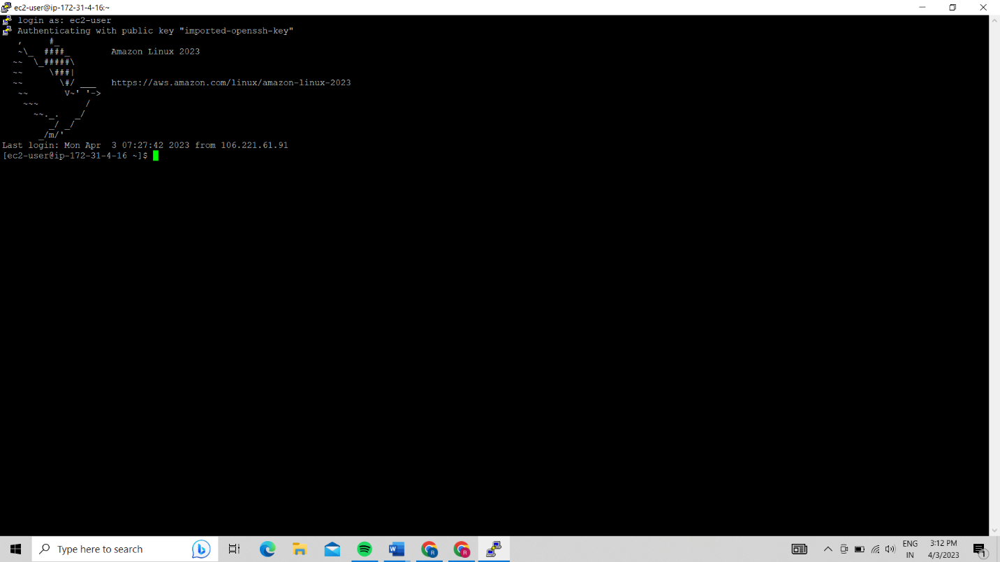 ec2-user@ip-172-31-4-16:~
login as: ec2-user
Authenticating with public key "imported-openssh-key"
   ,     #_
   ~\_  ####_        Amazon Linux 2023
  ~~  \_#####\
  ~~     \###|
  ~~       \#/ ___   https://aws.amazon.com/linux/amazon-linux-2023
   ~~       V~' '->
    ~~~         /
      ~~._.   _/
         _/ _/
       _/m/'
Last login: Mon Apr  3 07:27:42 2023 from 106.221.61.91
[ec2-user@ip-172-31-4-16 ~]$
Type here to search
W
R
R
ENG
IN
3:12 PM
4/3/2023
1